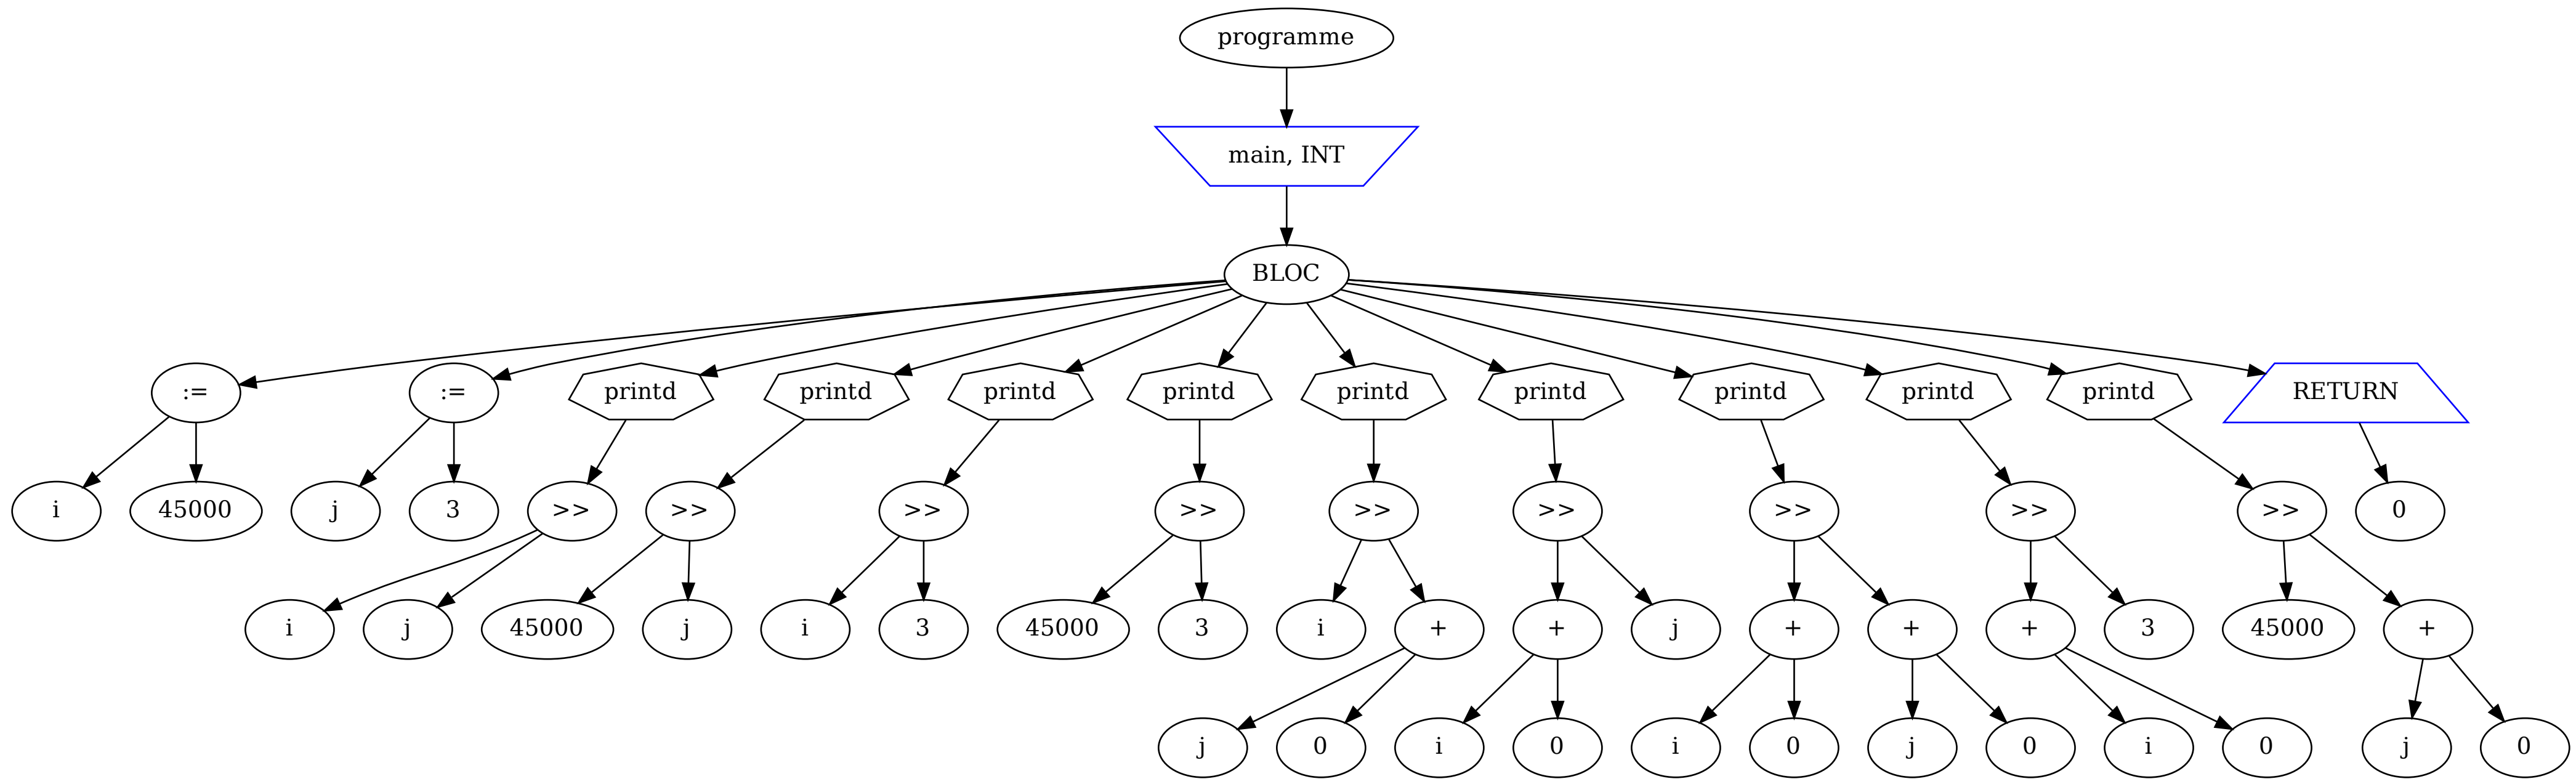 programme
main, INT
BLOC
:=
:=
printd
printd
printd
printd
printd
printd
printd
printd
printd
RETURN
i
45000
j
3
>>
>>
>>
>>
>>
>>
>>
>>
>>
0
i
j
45000
j
i
3
45000
3
i
+
+
j
+
+
+
3
45000
+
j
0
i
0
i
0
j
0
i
0
j
0